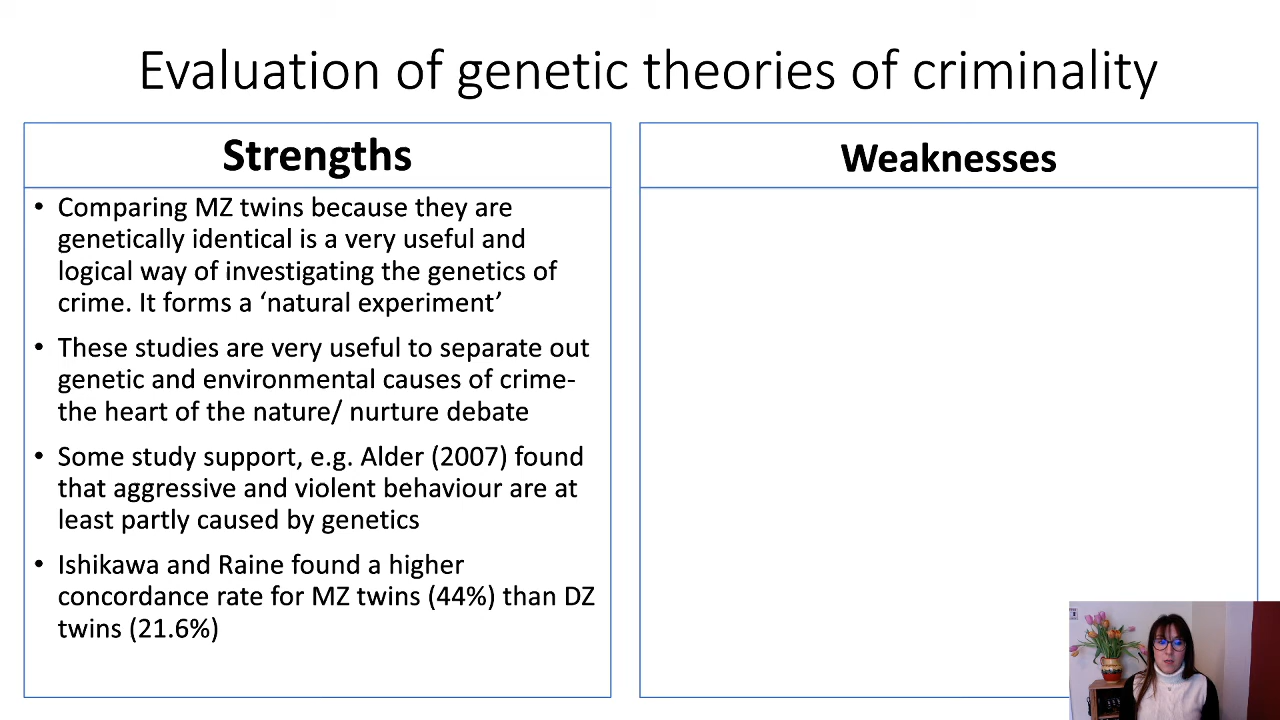 Evaluation of genetic theories of criminality
Strengths
• Comparing MZ twins because they are
genetically identical is a very useful and
logical way of investigating the genetics of
crime. It forms a ‘natural experiment’
• These studies are very useful to separate out
genetic and environmental causes of crime-
the heart of the nature/ nurture debate
• Some study support, e.g. Alder (2007) found
that aggressive and violent behaviour are at
least partly caused by genetics
• Ishikawa and Raine found a higher
concordance rate for MZ twins (44%) than DZ
twins (21.6%)
Weaknesses